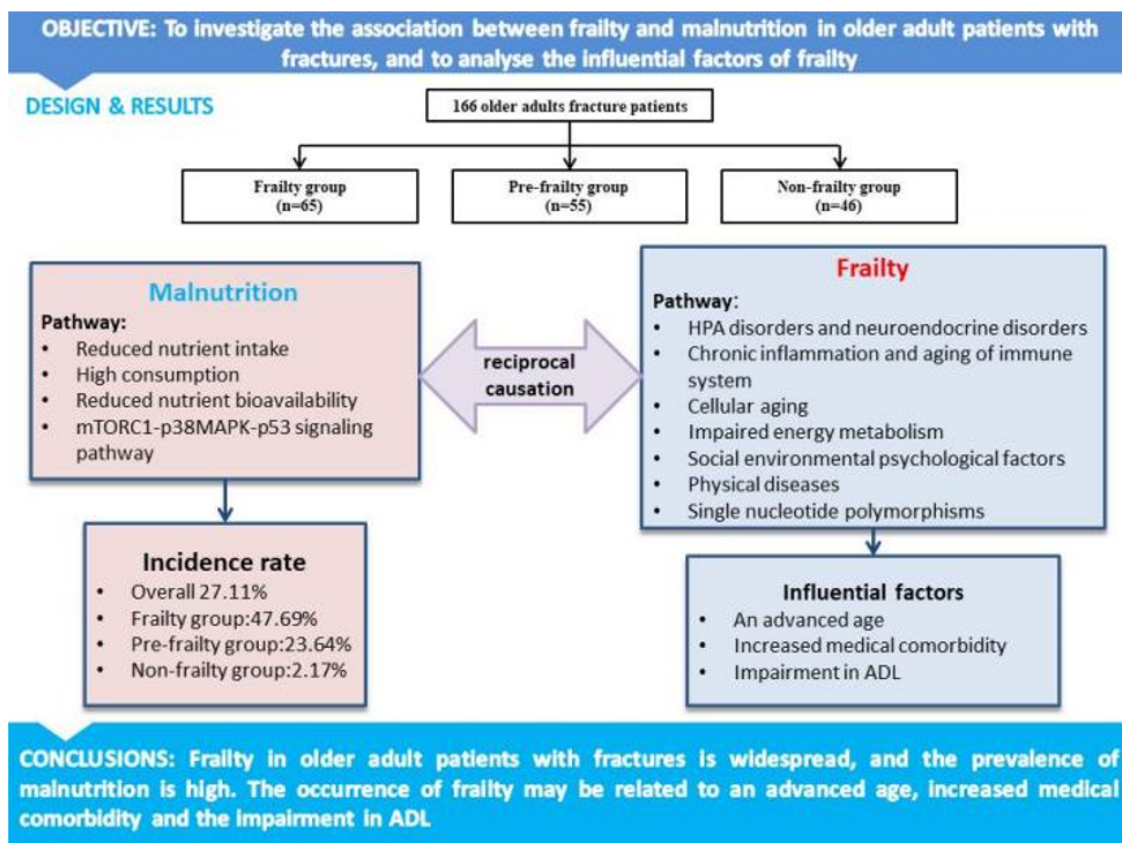 OBJECTIVE: To investigate the association between frailty and malnutrition in older adult patients with
fractures, and to analyse the influential factors of frailty
DESIGN & RESULTS
166 older adults fracture patients
Frailty group
(n=65)
Pre-frailty group
(n=55)
Non-frailty group
(n=46)
Malnutrition
Pathway:
• Reduced nutrient intake
• High consumption
• Reduced nutrient bioavailability
• mTORC1-p38MAPK-p53 signaling
pathway
reciprocal
causation
Frailty
Pathway:
• HPA disorders and neuroendocrine disorders
• Chronic inflammation and aging of immune
system
• Cellular aging
• Impaired energy metabolism
• Social environmental psychological factors
• Physical diseases
• Single nucleotide polymorphisms
Incidence rate
• Overall 27.11%
• Frailty group:47.69%
• Pre-frailty group:23.64%
• Non-frailty group:2.17%
Influential factors
• An advanced age
• Increased medical comorbidity
• Impairment in ADL
CONCLUSIONS: Frailty in older adult patients with fractures is widespread, and the prevalence of
malnutrition is high. The occurrence of frailty may be related to an advanced age, increased medical
comorbidity and the impairment in ADL